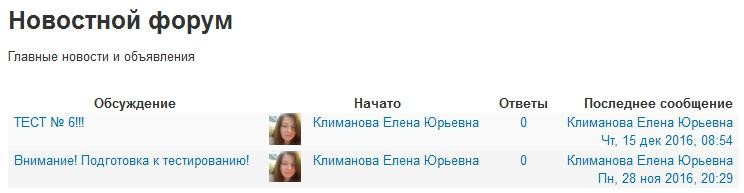 Новостной форум
Главные новости и объявления
Обсуждение Начато Ответы Последнее сообщение
ТЕСТ № 6!!! Климанова Елена Юрьевна 0 Климанова Елена Юрьевна
Чт, 15 дек 2016, 08:54
Внимание! Подготовка к тестированию! Климанова Елена Юрьевна 0 Климанова Елена Юрьевна
Пн, 28 ноя 2016, 20:29